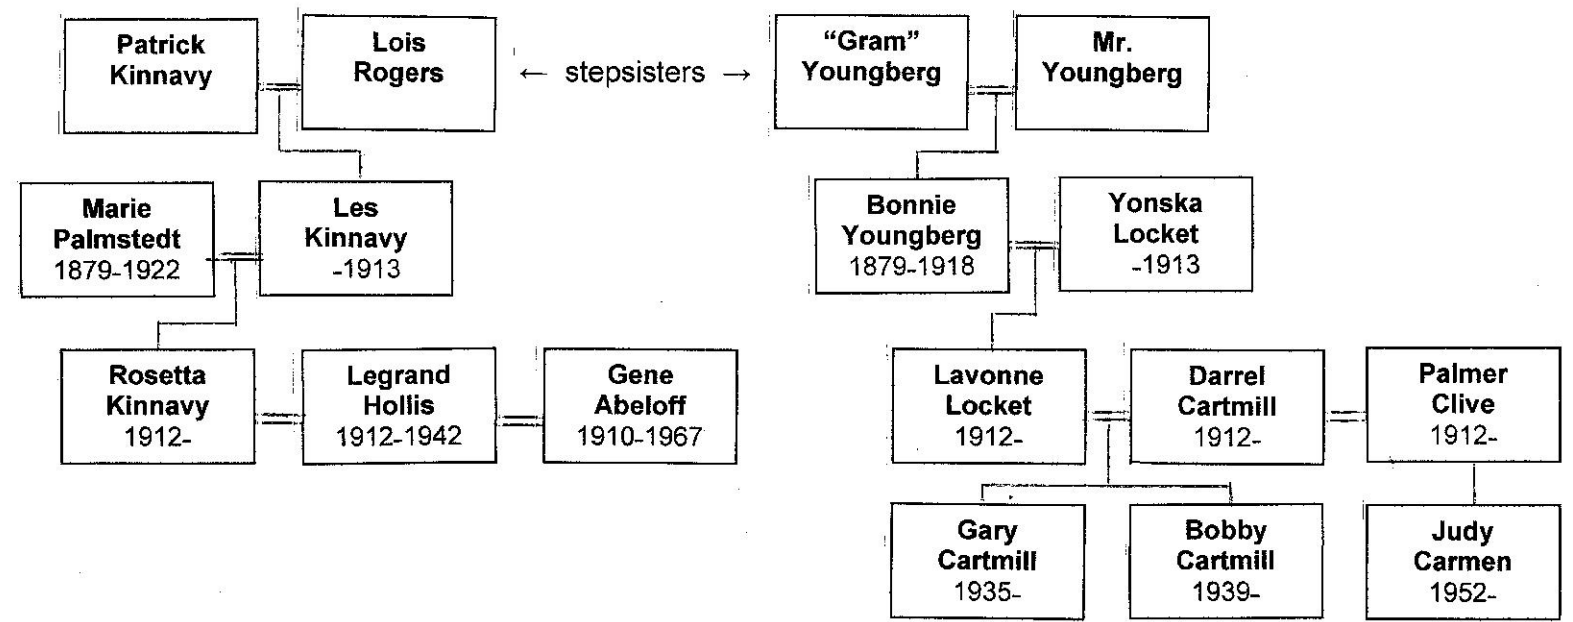 Patrick
Kinnavy
Lois
Rogers
← stepsisters →
“Gram”
Youngberg
Mr.
Youngberg
Marie
Palmstedt
1879-1922
Les
Kinnavy
-1913
Bonnie
Youngberg
1879-1918
Yonska
Locket
-1913
Rosetta
Kinnavy
1912-
Legrand
Hollis
1912-1942
Gene
Abeloff
1910-1967
Lavonne
Locket
1912-
Darrel
Cartmill
1912-
Palmer
Clive
1912-
Gary
Cartmill
1935-
Bobby
Cartmill
1939-
Judy
Carmen
1952-